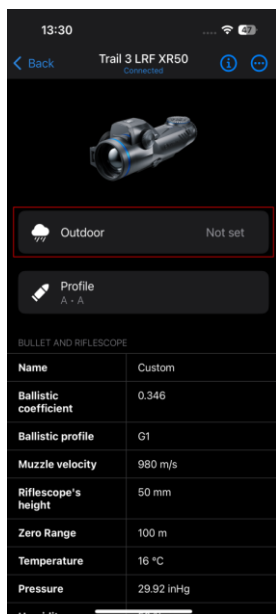 13:30
47
Back
Trail 3 LRF XR50
Connected
Outdoor
Not set
Profile
A - A
BULLET AND RIFLESCOPE
Name Custom
Ballistic
coefficient 0.346
Ballistic profile G1
Muzzle velocity 980 m/s
Riflescope's
height 50 mm
Zero Range 100 m
Temperature 16 °C
Pressure 29.92 inHg